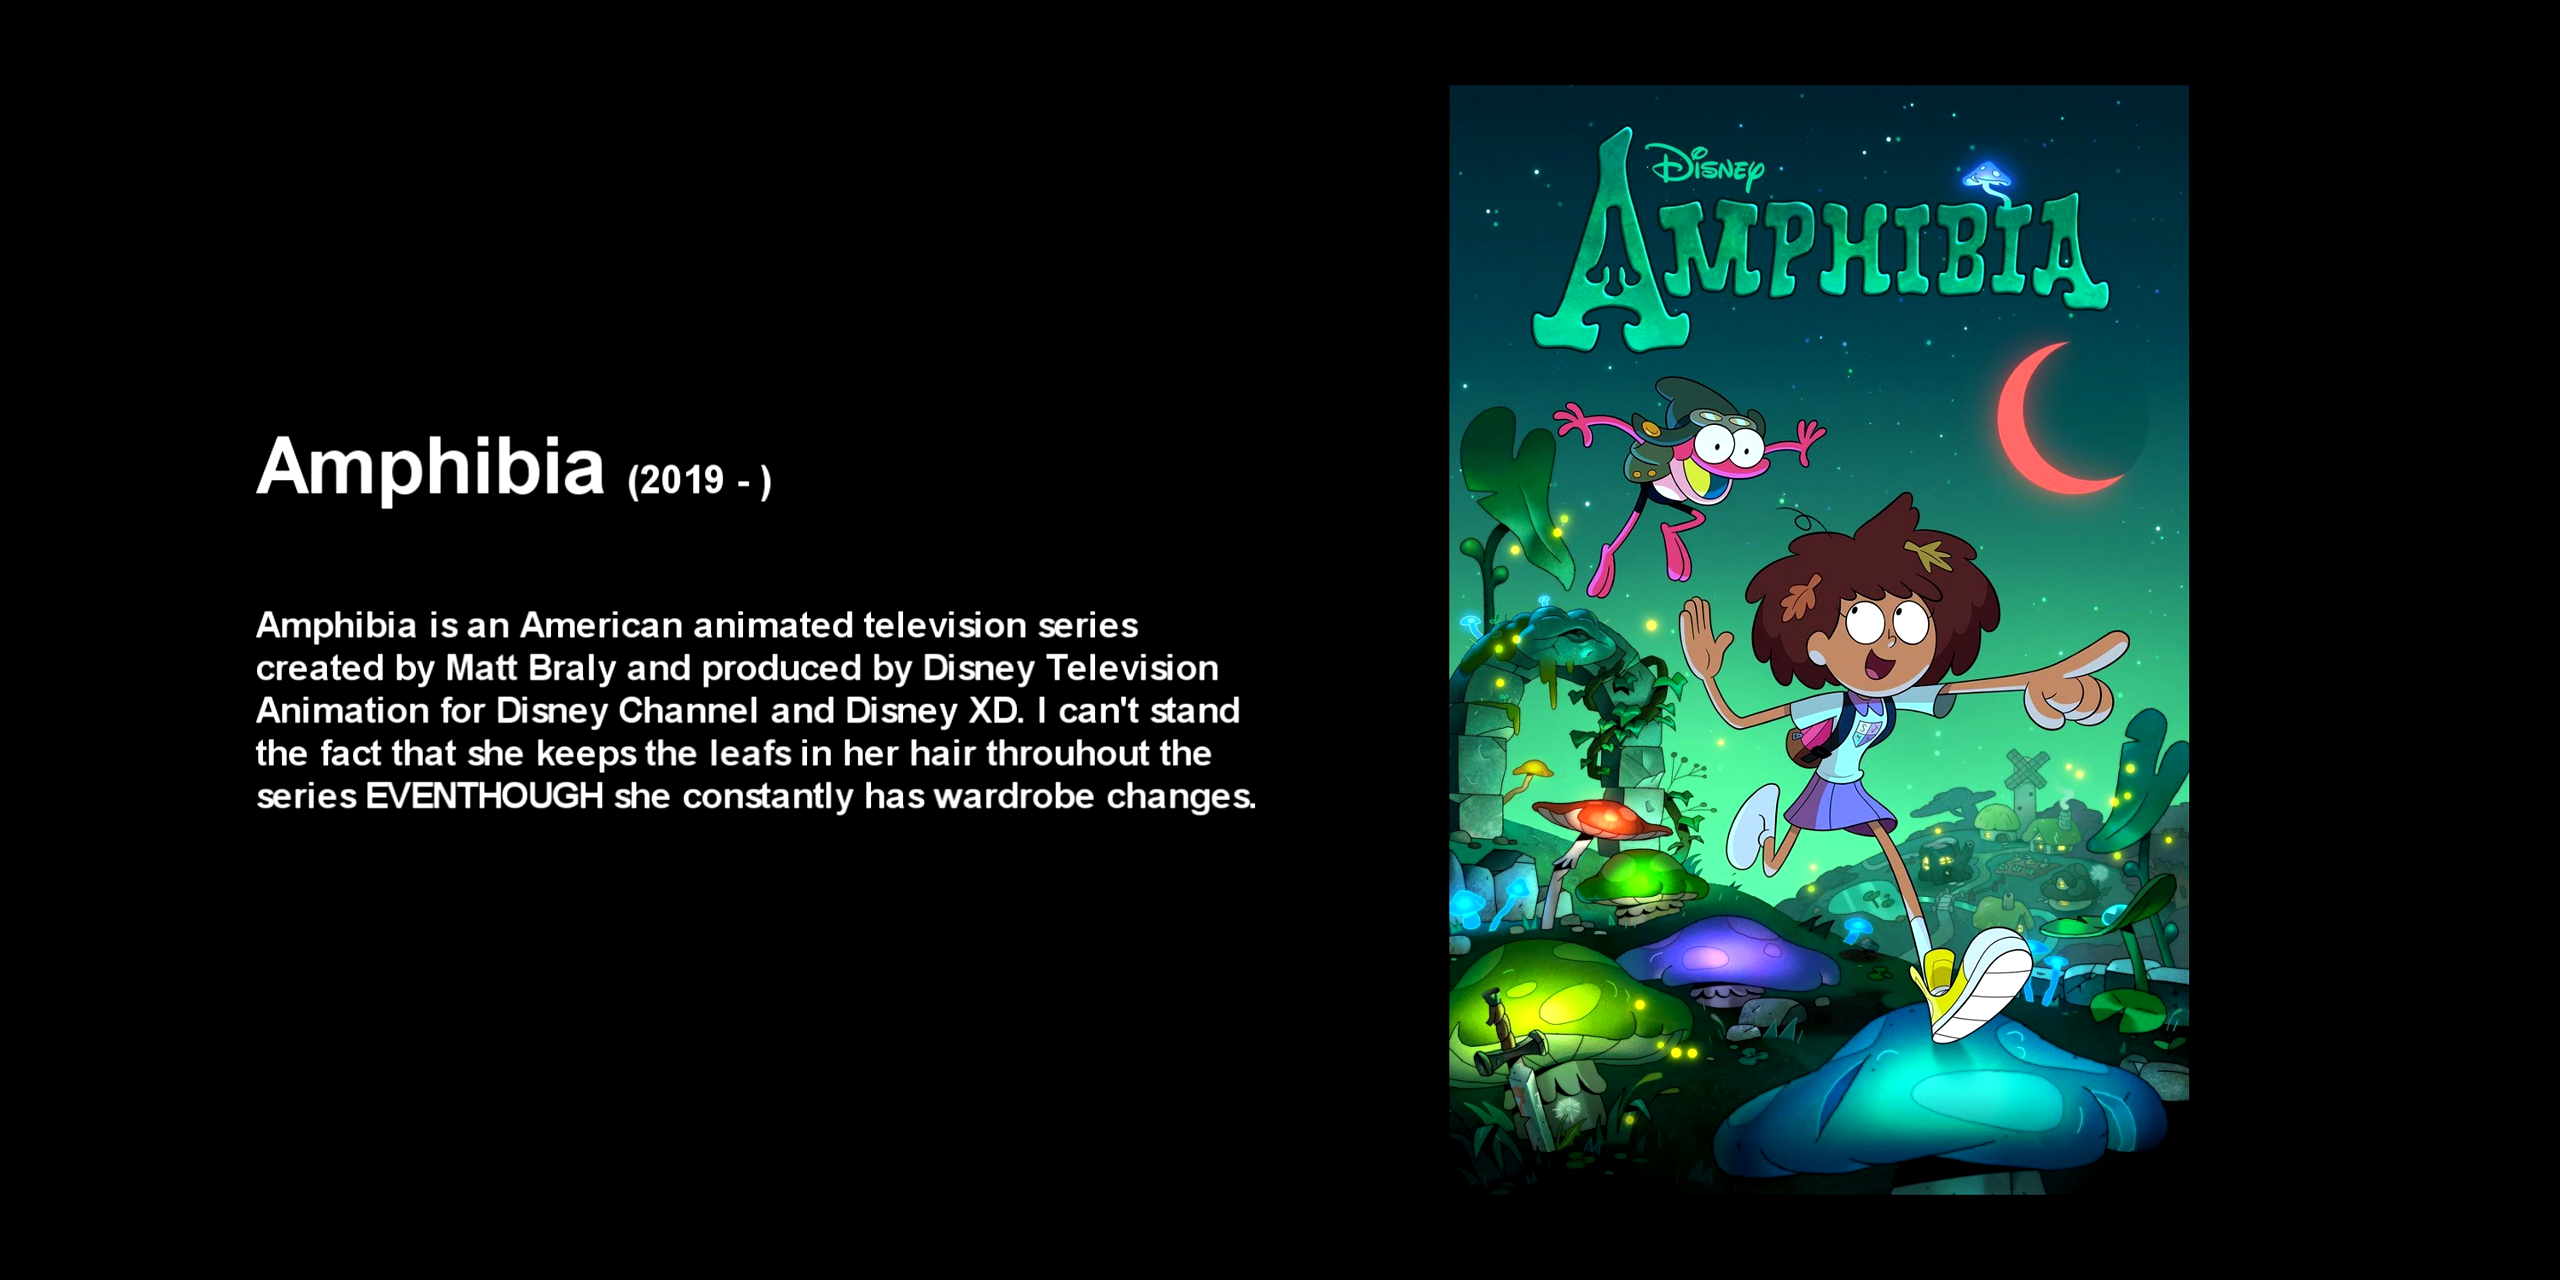 Amphibia (2019 - )
Amphibia is an American animated television series
created by Matt Braly and produced by Disney Television
Animation for Disney Channel and Disney XD. I can't stand
the fact that she keeps the leafs in her hair throuhout the
series EVENTHOUGH she constantly has wardrobe changes.
Disney
AMPHIBIA